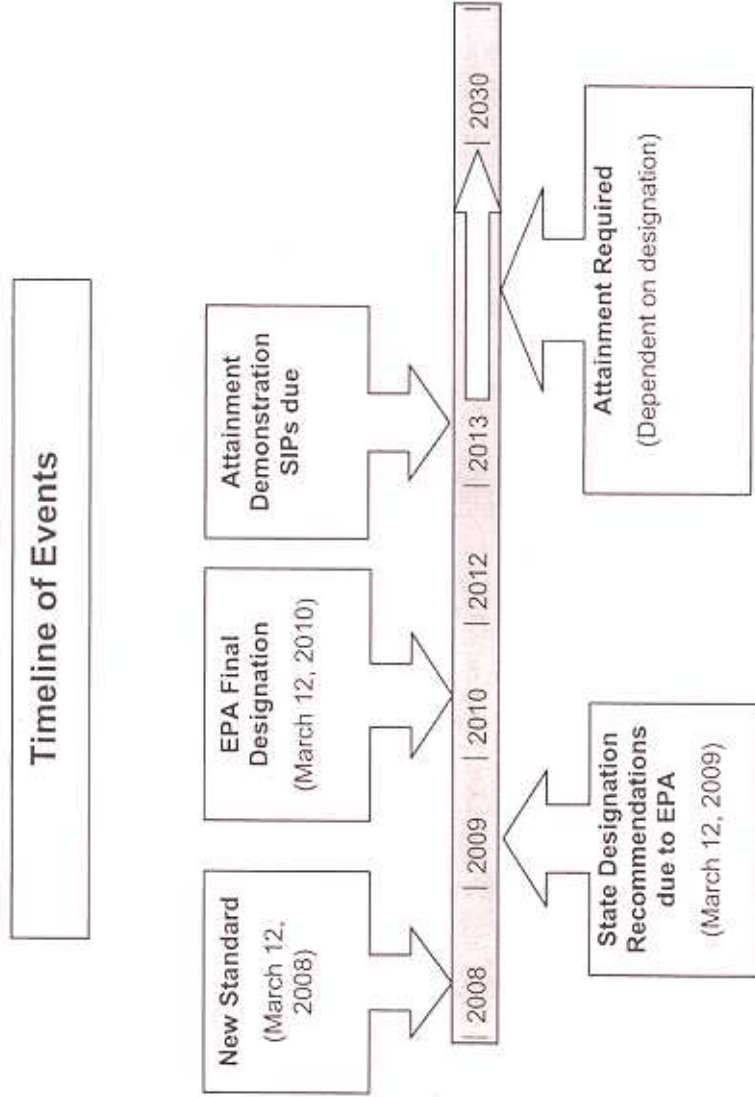 Timeline of Events
New Standard
(March 12,
2008)
EPA Final
Designation
(March 12, 2010)
Attainment
Demonstration
SIPs due
| 2008 | 2009 | 2010 | 2012 | 2013 | 2030 |
State Designation
Recommendations
due to EPA
(March 12, 2009)
Attainment Required
(Dependent on designation)